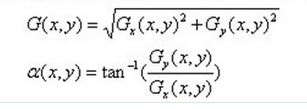 G(x,y) = √(G_x(x,y)² + G_y(x,y)²)
α(x,y) = tan⁻¹(G_y(x,y) / G_x(x,y))